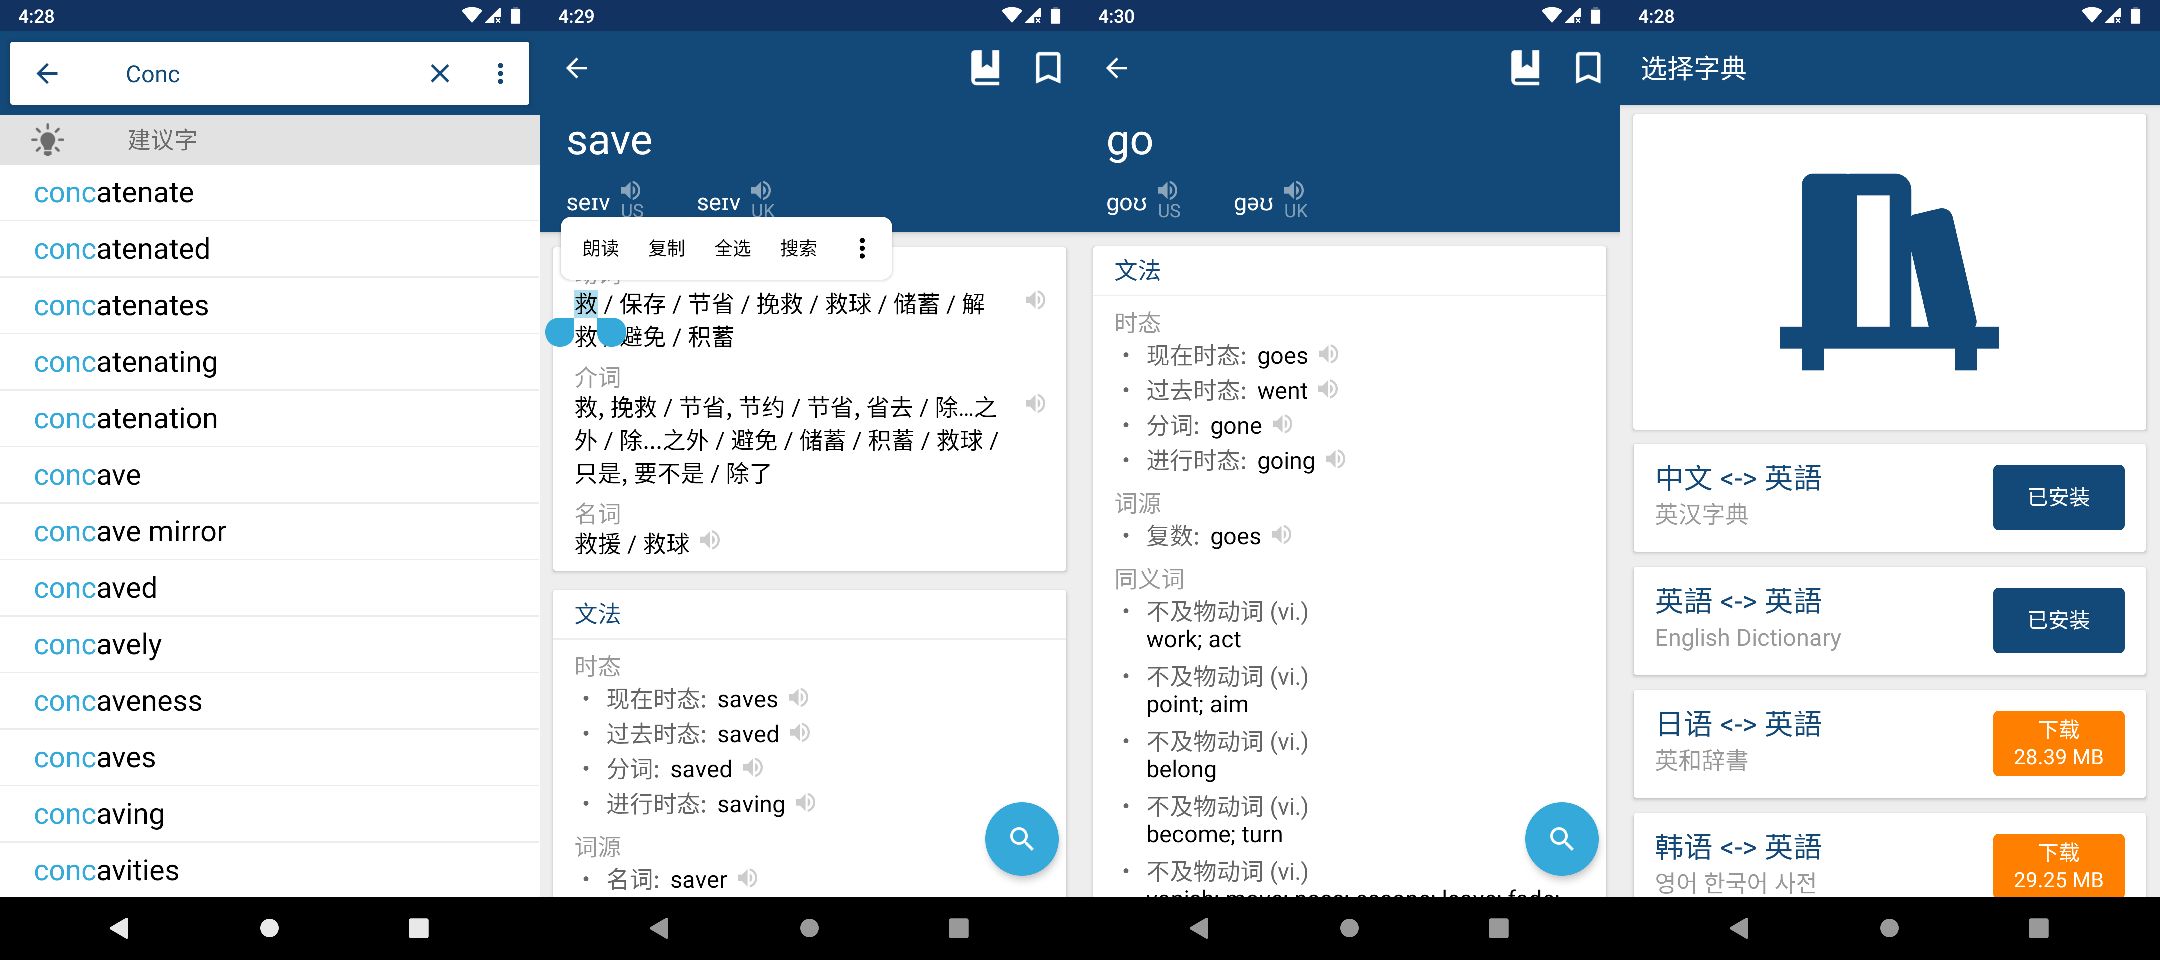 4:28
Conc
建议字
concatenate
concatenated
concatenates
concatenating
concatenation
concave
concave mirror
concaved
concavely
concaveness
concaves
concaving
concavities
4:29
save
seɪv US seɪv UK
朗读 复制 全选 搜索
救 / 保存 / 节省 / 挽救 / 救球 / 储蓄 / 解
救 避免 / 积蓄
介词
救, 挽救 / 节省, 节约 / 节省, 省去 / 除...之
外 / 除...之外 / 避免 / 储蓄 / 积蓄 / 救球 /
只是, 要不是 / 除了
名词
救援 / 救球
文法
时态
• 现在时态: saves
• 过去时态: saved
• 分词: saved
• 进行时态: saving
词源
• 名词: saver
4:30
go
goʊ US gəʊ UK
文法
时态
• 现在时态: goes
• 过去时态: went
• 分词: gone
• 进行时态: going
词源
• 复数: goes
同义词
• 不及物动词 (vi.)
work; act
• 不及物动词 (vi.)
point; aim
• 不及物动词 (vi.)
belong
• 不及物动词 (vi.)
become; turn
• 不及物动词 (vi.)
4:28
选择字典
中文 <-> 英語
英汉字典
已安装
英語 <-> 英語
English Dictionary
已安装
日语 <-> 英語
英和辞書
下载
28.39 MB
韩语 <-> 英語
영어 한국어 사전
下载
29.25 MB